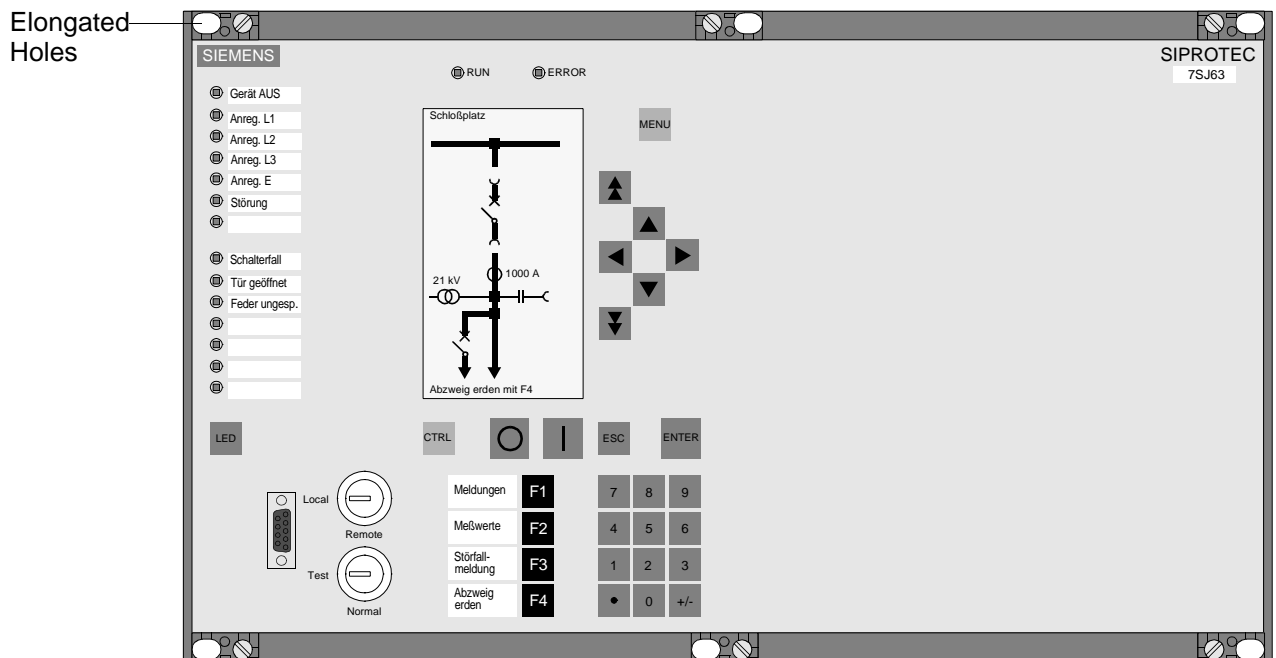 Elongated
Holes
SIEMENS
SIPROTEC
7SJ63
RUN
ERROR
Gerät AUS
Anreg. L1
Anreg. L2
Anreg. L3
Anreg. E
Störung
Schalterfall
Tür geöffnet
Feder ungesp.
Schloßplatz
21 kV
1000 A
Abzweig erden mit F4
MENU
LED
CTRL
ESC
ENTER
Local
Remote
Test
Normal
Meldungen F1
Meßwerte F2
Störfall-
meldung F3
Abzweig
erden F4
7 8 9
4 5 6
1 2 3
0 +/-